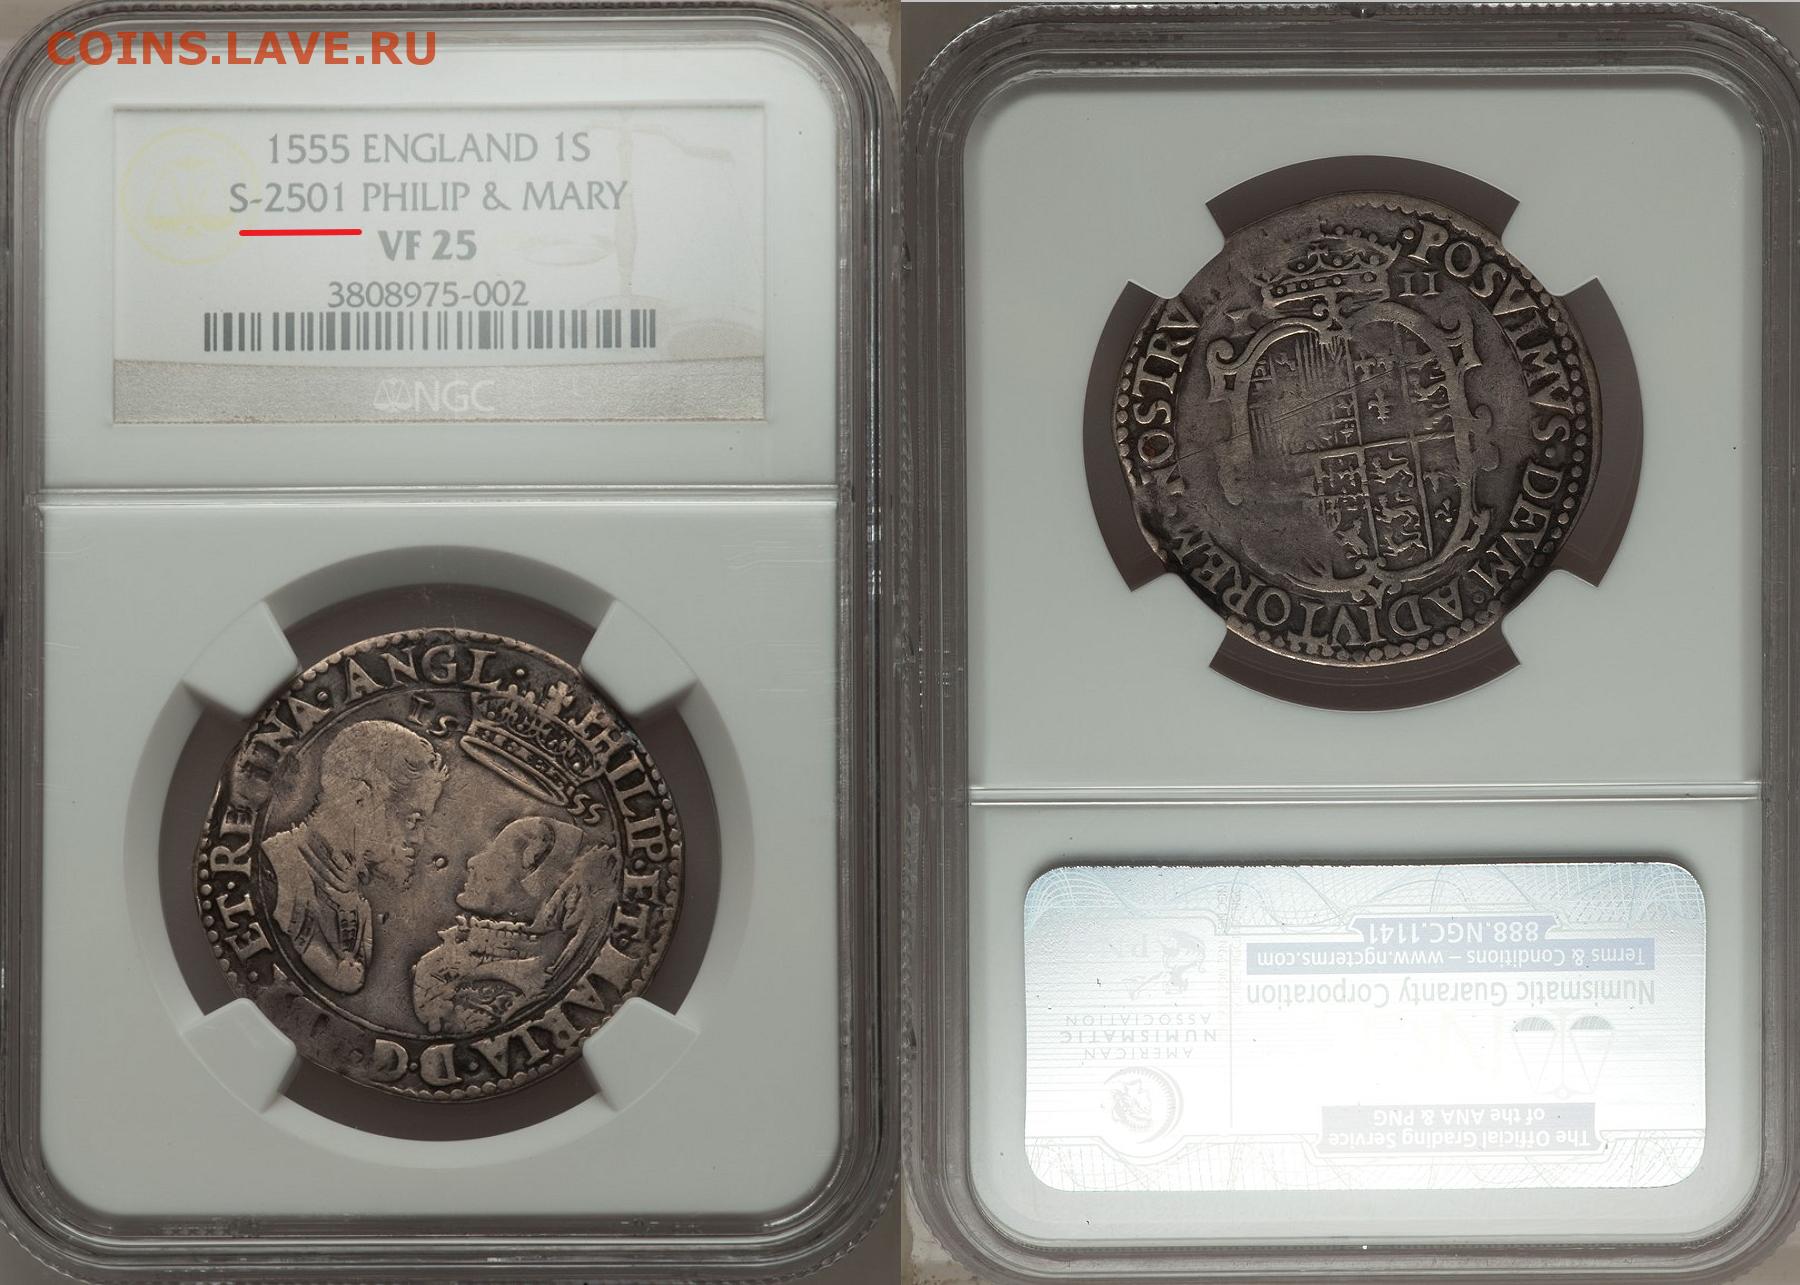 COINS.LAVE.RU
1555 ENGLAND 1S
S-2501 PHILIP & MARY
VF 25
3808975-002
NGC
PHILIP·ET·MARIA·D·G· ·ET·REGINA·ANGL·
15 55
·POSVIMVS·DEVM·ADIVTOREM·NOSTRV
II
888.NGC.1141
Terms & Conditions – www.ngcterms.com
Numismatic Guaranty Corporation
AMERICAN
NUMISMATIC
ASSOCIATION
of the ANA & PNG
The Official Grading Service